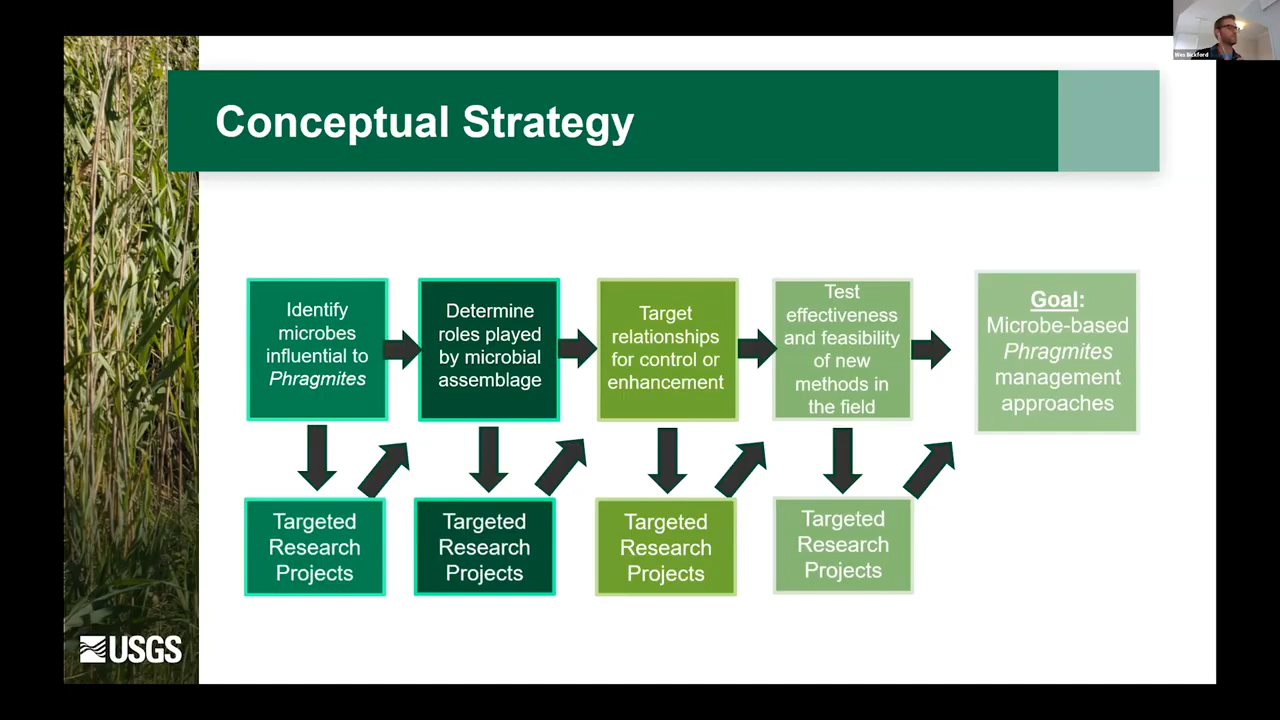 Wes Bickford
Conceptual Strategy
Identify
microbes
influential to
Phragmites
Determine
roles played
by microbial
assemblage
Target
relationships
for control or
enhancement
Test
effectiveness
and feasibility
of new
methods in
the field
Goal:
Microbe-based
Phragmites
management
approaches
Targeted
Research
Projects
Targeted
Research
Projects
Targeted
Research
Projects
Targeted
Research
Projects
USGS